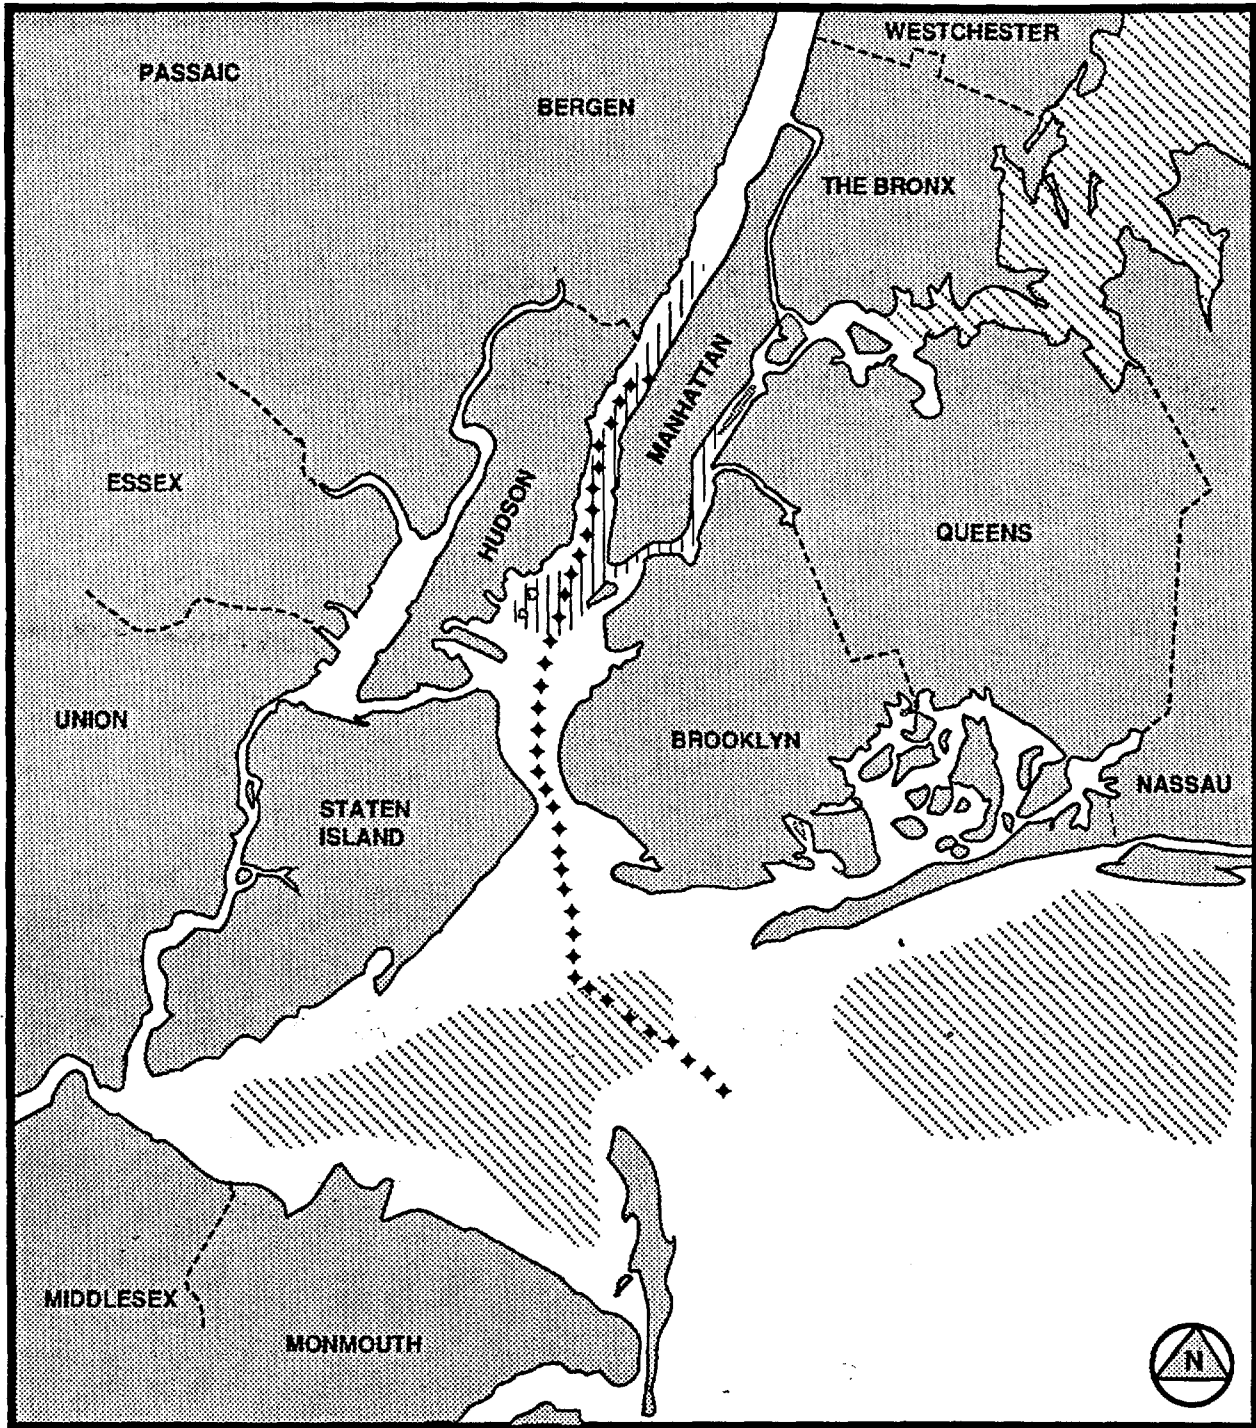 WESTCHESTER
PASSAIC
BERGEN
THE BRONX
MANHATTAN
ESSEX
HUDSON
QUEENS
UNION
BROOKLYN
NASSAU
STATEN
ISLAND
MIDDLESEX
MONMOUTH
N